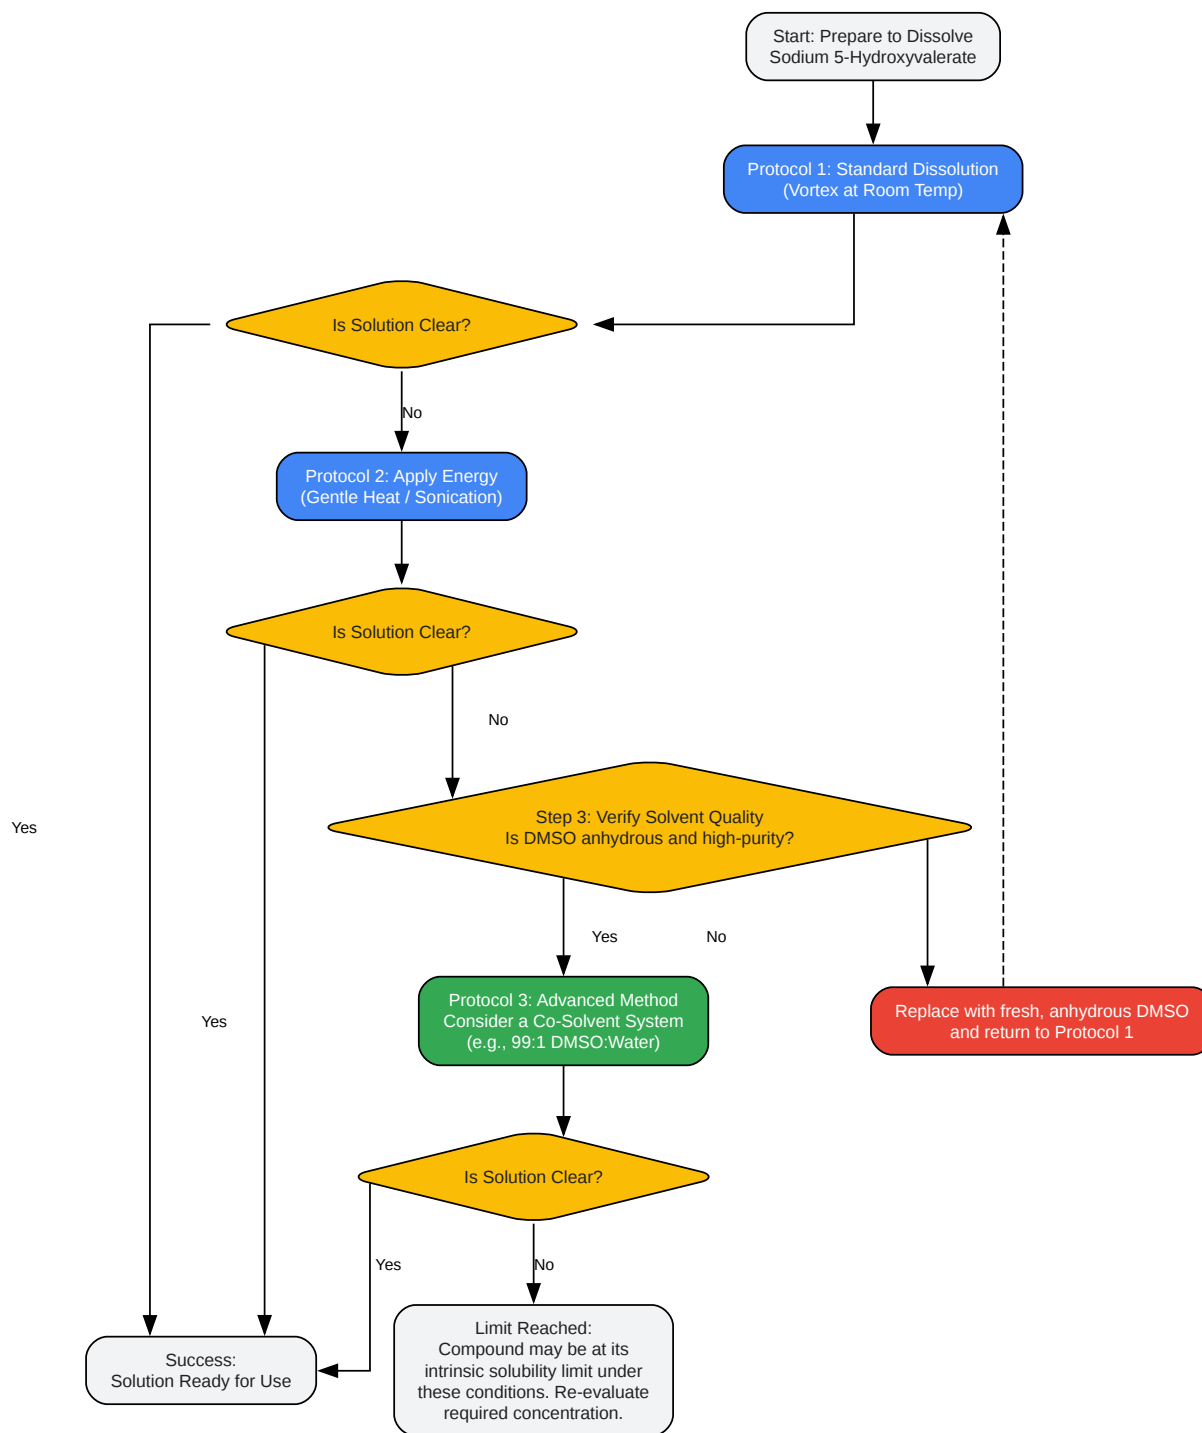 Start: Prepare to Dissolve
Sodium 5-Hydroxyvalerate
Protocol 1: Standard Dissolution
(Vortex at Room Temp)
Is Solution Clear?
No
Protocol 2: Apply Energy
(Gentle Heat / Sonication)
Is Solution Clear?
No
Step 3: Verify Solvent Quality
Is DMSO anhydrous and high-purity?
Yes
Yes
No
Protocol 3: Advanced Method
Consider a Co-Solvent System
(e.g., 99:1 DMSO:Water)
Replace with fresh, anhydrous DMSO
and return to Protocol 1
Yes
Is Solution Clear?
Yes
No
Success:
Solution Ready for Use
Limit Reached:
Compound may be at its
intrinsic solubility limit under
these conditions. Re-evaluate
required concentration.